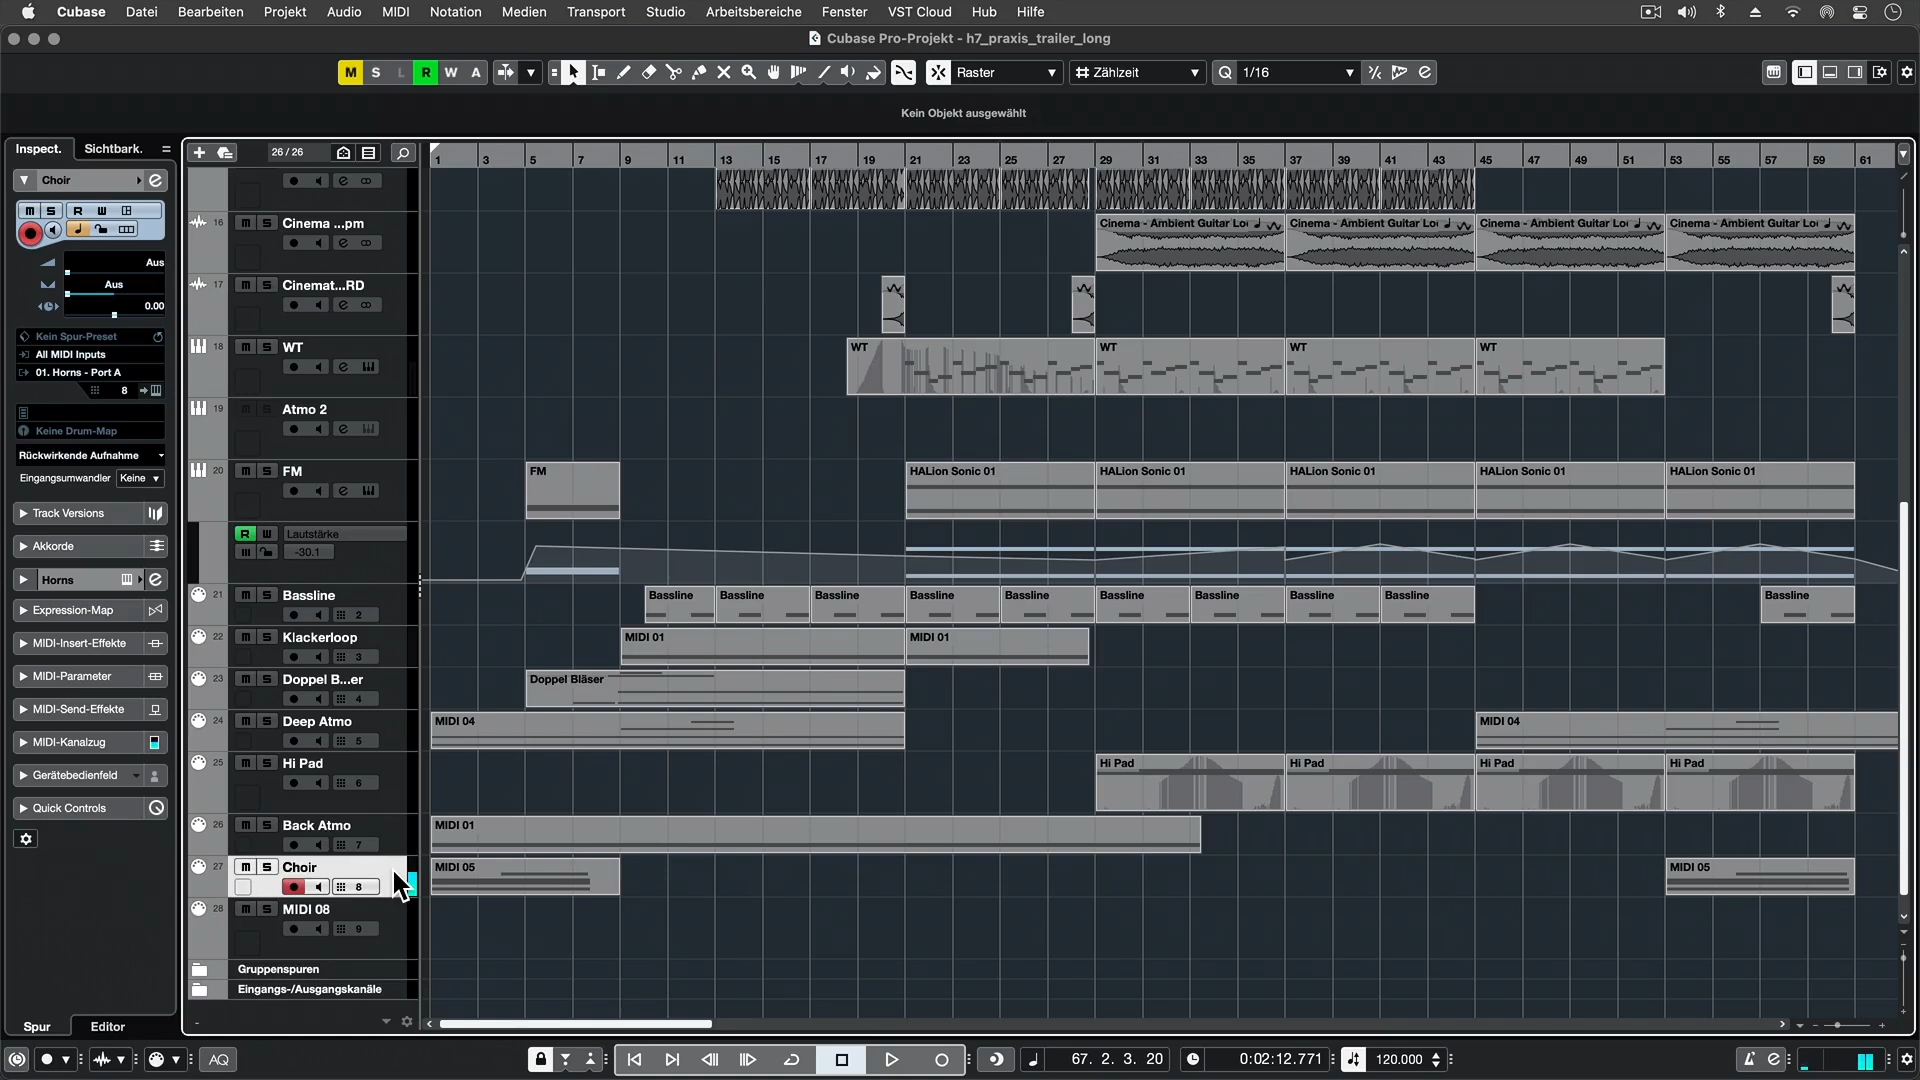 Cubase Datei Bearbeiten Projekt Audio MIDI Notation Medien Transport Studio Arbeitsbereiche Fenster VST Cloud Hub Hilfe
Cubase Pro-Projekt - h7_praxis_trailer_long
M S L R W A Raster Zählzeit Q 1/16
Kein Objekt ausgewählt
Inspect. Sichtbark. 26 / 26
1 3 5 7 9 11 13 15 17 19 21 23 25 27 29 31 33 35 37 39 41 43 45 47 49 51 53 55 57 59 61
Choir
m S R W
Aus
Aus
0.00
Kein Spur-Preset
All MIDI Inputs
01. Horns - Port A
8
Keine Drum-Map
Rückwirkende Aufnahme
Eingangsumwandler Keine
Track Versions
Akkorde
Horns
Expression-Map
MIDI-Insert-Effekte
MIDI-Parameter
MIDI-Send-Effekte
MIDI-Kanalzug
Gerätebedienfeld
Quick Controls
Spur Editor
16 m S Cinema ...pm
Cinema - Ambient Guitar Lo Cinema - Ambient Guitar Lo Cinema - Ambient Guitar Lo Cinema - Ambient Guitar Lo
17 m S Cinemat...RD
18 m S WT
WT WT WT WT
19 m S Atmo 2
20 m S FM
FM HALion Sonic 01 HALion Sonic 01 HALion Sonic 01 HALion Sonic 01 HALion Sonic 01
R W Lautstärke
-30.1
21 m S Bassline
2
Bassline Bassline Bassline Bassline Bassline Bassline Bassline Bassline Bassline Bassline
22 m S Klackerloop
3
MIDI 01 MIDI 01
23 m S Doppel B...er
4
Doppel Bläser
24 m S Deep Atmo
5
MIDI 04 MIDI 04
25 m S Hi Pad
6
Hi Pad Hi Pad Hi Pad Hi Pad
26 m S Back Atmo
7
MIDI 01
27 m S Choir
8
MIDI 05 MIDI 05
28 m S MIDI 08
9
Gruppenspuren
Eingangs-/Ausgangskanäle
AQ 67. 2. 3. 20 0:02:12.771 120.000